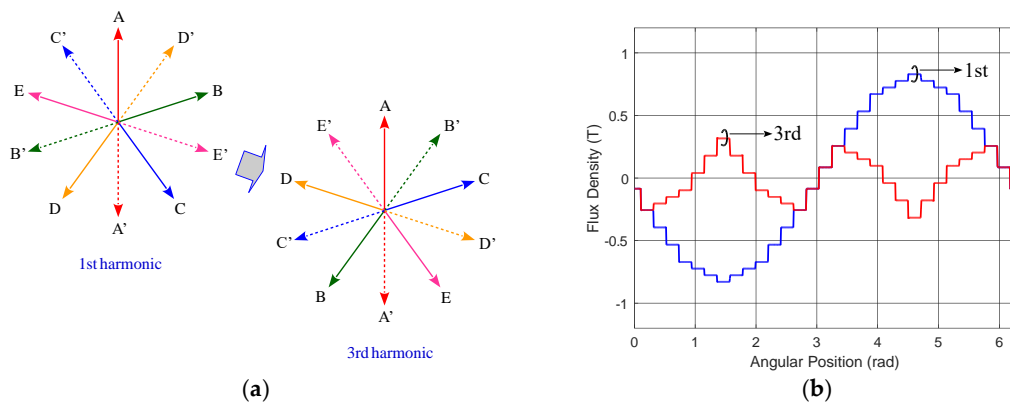 A
C’
D’
E
B
B’
E’
D
C
A’
1st harmonic
A
E’
B’
D
C
C’
D’
B
E
A’
3rd harmonic
(a)
1
0.5
0
-0.5
-1
Flux Density (T)
1st
3rd
0
1
2
3
4
5
6
Angular Position (rad)
(b)